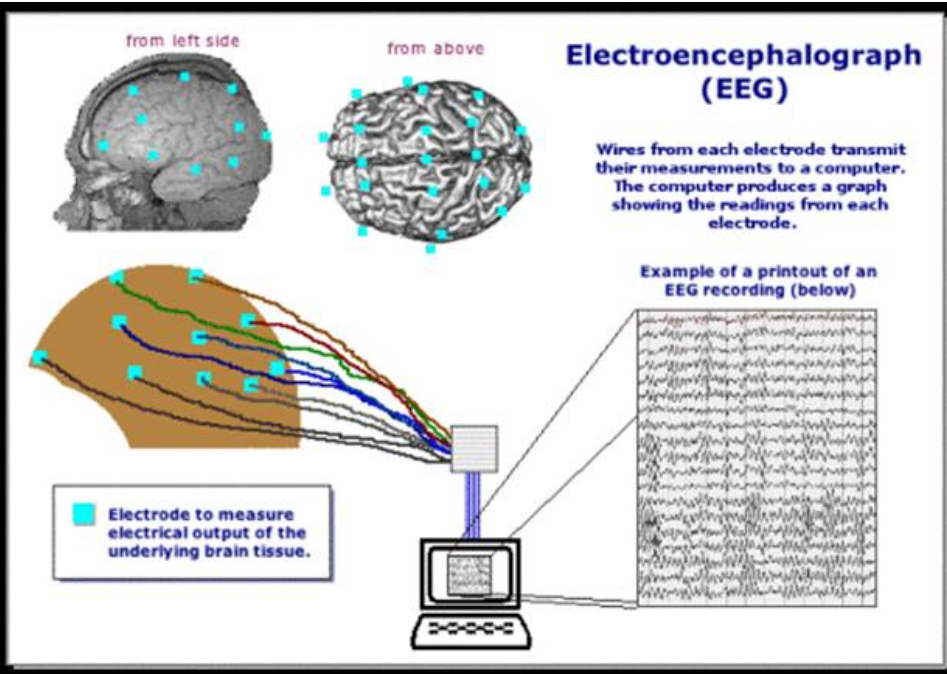 from left side
from above
Electroencephalograph
(EEG)
Wires from each electrode transmit
their measurements to a computer.
The computer produces a graph
showing the readings from each
electrode.
Example of a printout of an
EEG recording (below)
Electrode to measure
electrical output of the
underlying brain tissue.